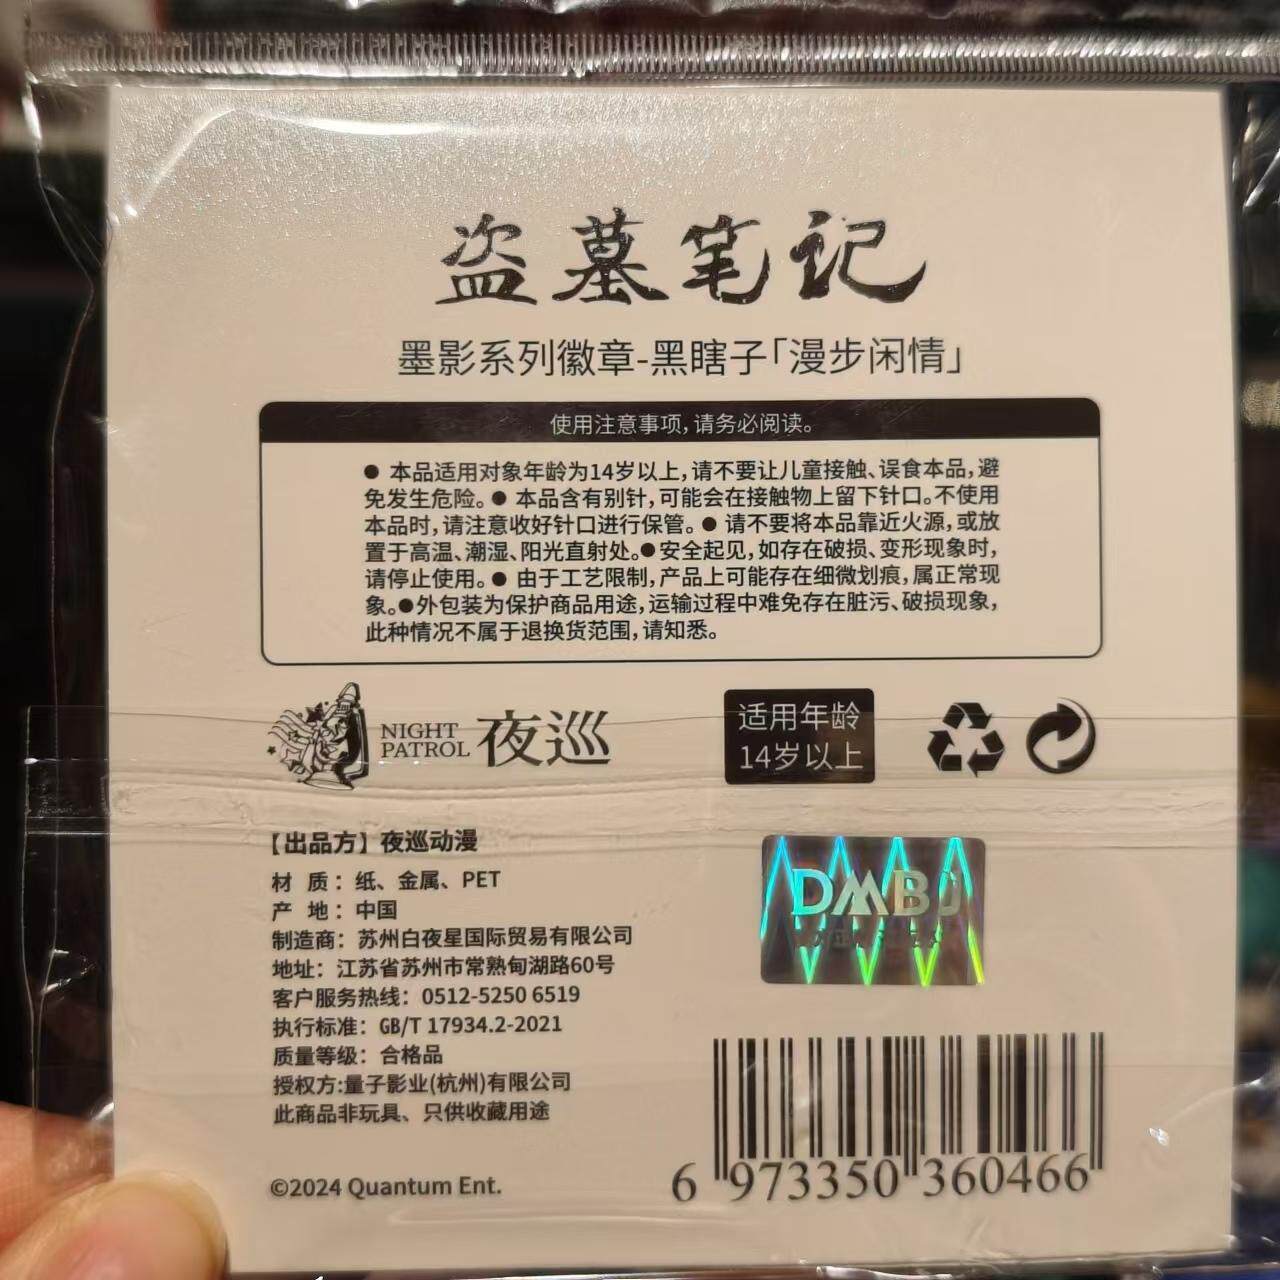 盗墓笔记
墨影系列徽章-黑瞎子「漫步闲情」
使用注意事项,请务必阅读。
● 本品适用对象年龄为14岁以上,请不要让儿童接触、误食本品,避
免发生危险。● 本品含有别针,可能会在接触物上留下针口。不使用
本品时,请注意收好针口进行保管。● 请不要将本品靠近火源,或放
置于高温、潮湿、阳光直射处。●安全起见,如存在破损、变形现象时,
请停止使用。● 由于工艺限制,产品上可能存在细微划痕,属正常现
象。●外包装为保护商品用途,运输过程中难免存在脏污、破损现象,
此种情况不属于退换货范围,请知悉。
NIGHT
PATROL
夜巡
适用年龄
14岁以上
【出品方】夜巡动漫
材 质：纸、金属、PET
产 地：中国
制造商：苏州白夜星国际贸易有限公司
地址：江苏省苏州市常熟甸湖路60号
客户服务热线：0512-5250 6519
执行标准：GB/T 17934.2-2021
质量等级：合格品
授权方:量子影业(杭州)有限公司
此商品非玩具、只供收藏用途
©2024 Quantum Ent.
DMBJ
6 973350 360466